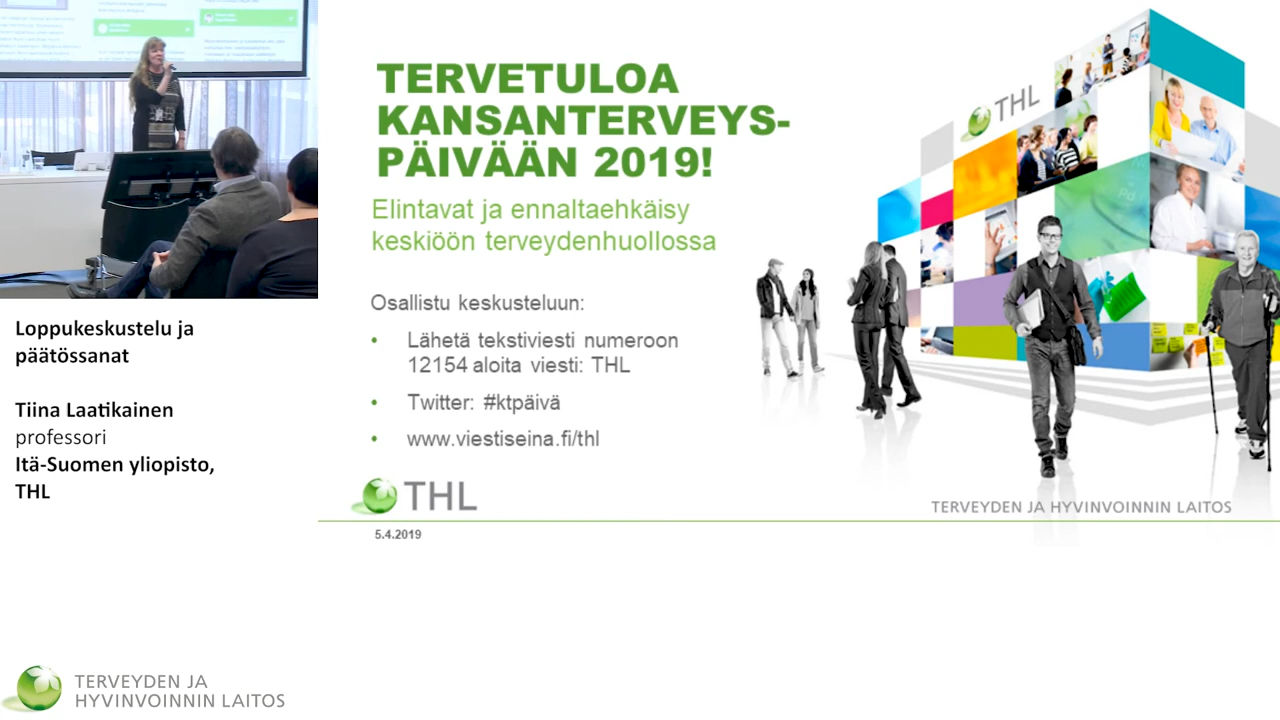 Loppukeskustelu ja
päätössanat
Tiina Laatikainen
professori
Itä-Suomen yliopisto,
THL
TERVEYDEN JA
HYVINVOINNIN LAITOS
TERVETULOA
KANSANTERVEYS-
PÄIVÄÄN 2019!
Elintavat ja ennaltaehkäisy
keskiöön terveydenhuollossa
Osallistu keskusteluun:
• Lähetä tekstiviesti numeroon
12154 aloita viesti: THL
• Twitter: #ktpäivä
• www.viestiseina.fi/thl
THL
5.4.2019
THL
Pd
TERVEYDEN JA HYVINVOINNIN LAITOS